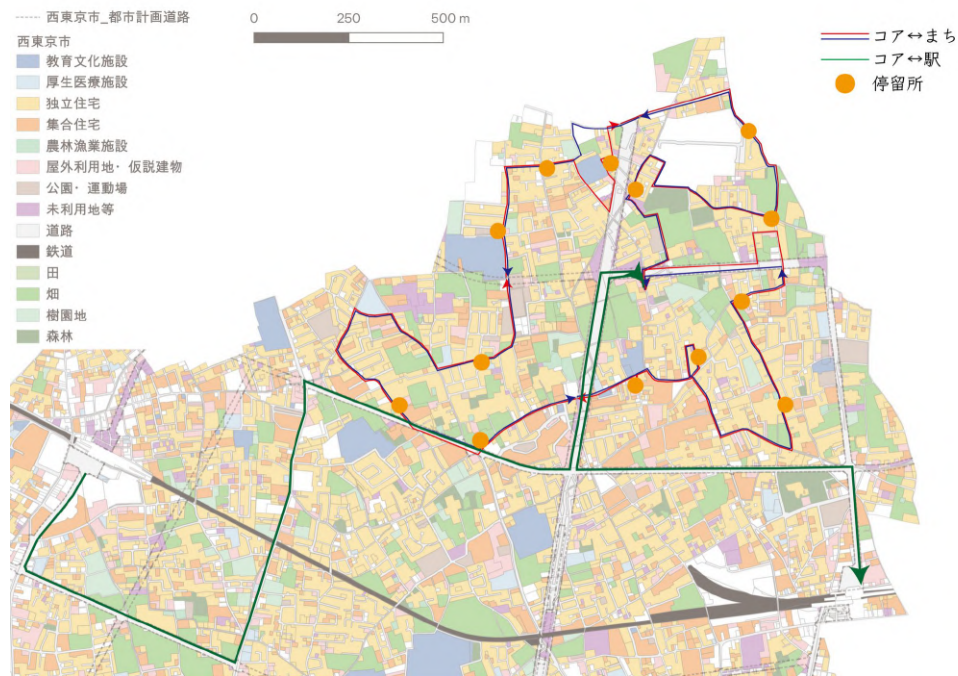 西東京市_都市計画道路
0 250 500 m
西東京市
教育文化施設
厚生医療施設
独立住宅
集合住宅
農林漁業施設
屋外利用地・仮説建物
公園・運動場
未利用地等
道路
鉄道
田
畑
樹園地
森林
コア↔まち
コア↔駅
停留所